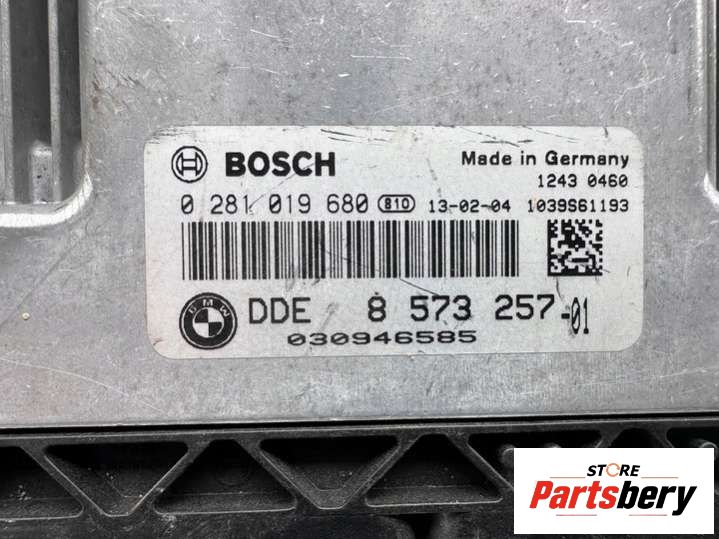 BOSCH
Made in Germany
1243 0460
0 281 019 680 810 13-02-04 1039S61193
BMW DDE 8 573 257-01
030946585
STORE
Partsbery